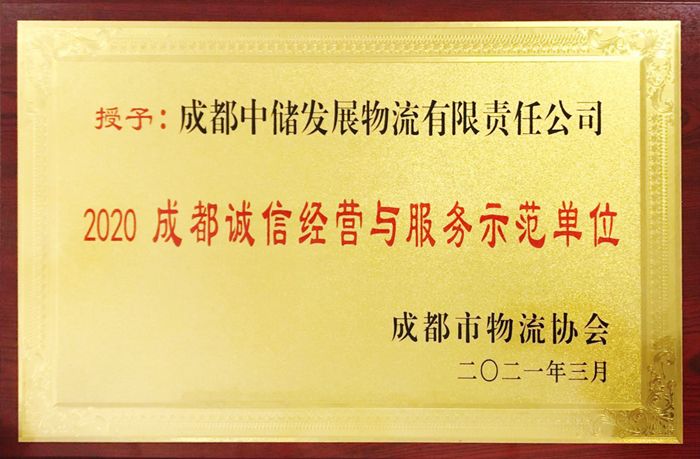 授予：成都中储发展物流有限责任公司
2020 成都诚信经营与服务示范单位
成都市物流协会
二〇二一年三月